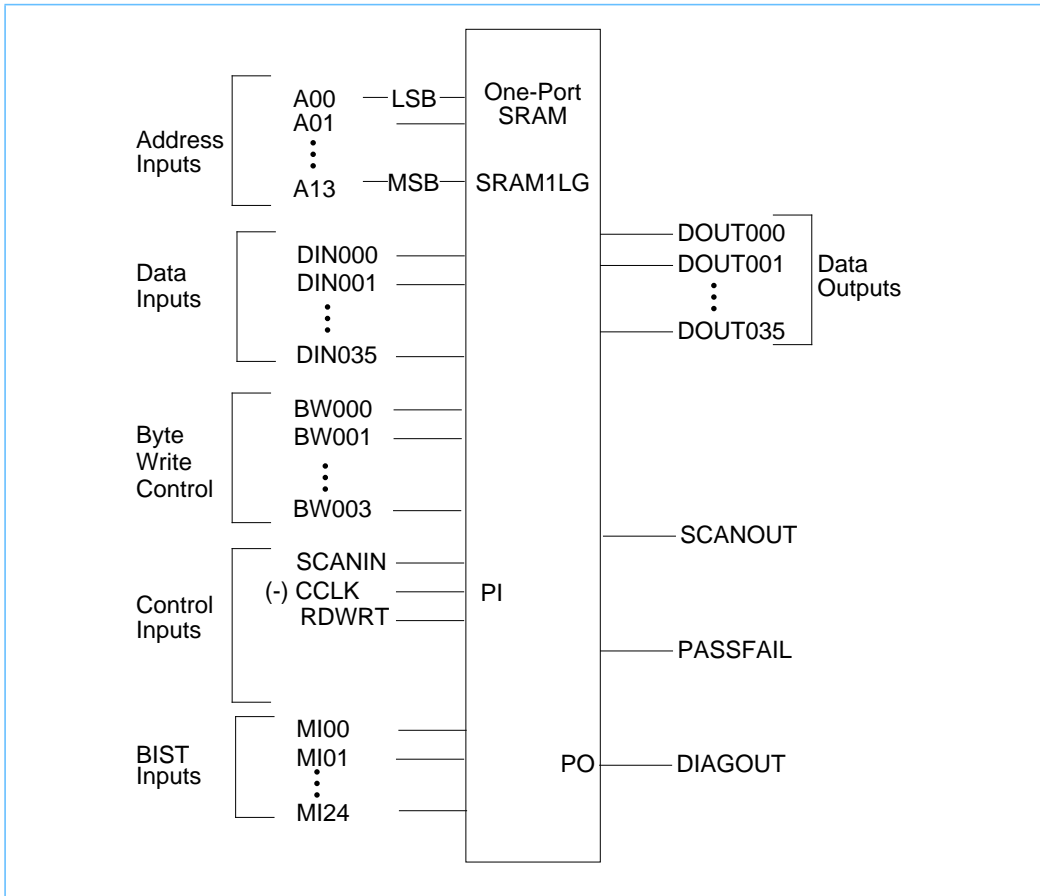 One-Port
SRAM
SRAM1LG
Address
Inputs
A00 LSB
A01
A13 MSB
Data
Inputs
DIN000
DIN001
DIN035
Byte
Write
Control
BW000
BW001
BW003
Control
Inputs
SCANIN
(-) CCLK PI
RDWRT
BIST
Inputs
MI00
MI01
MI24
DOUT000
DOUT001
DOUT035
Data
Outputs
SCANOUT
PASSFAIL
PO DIAGOUT